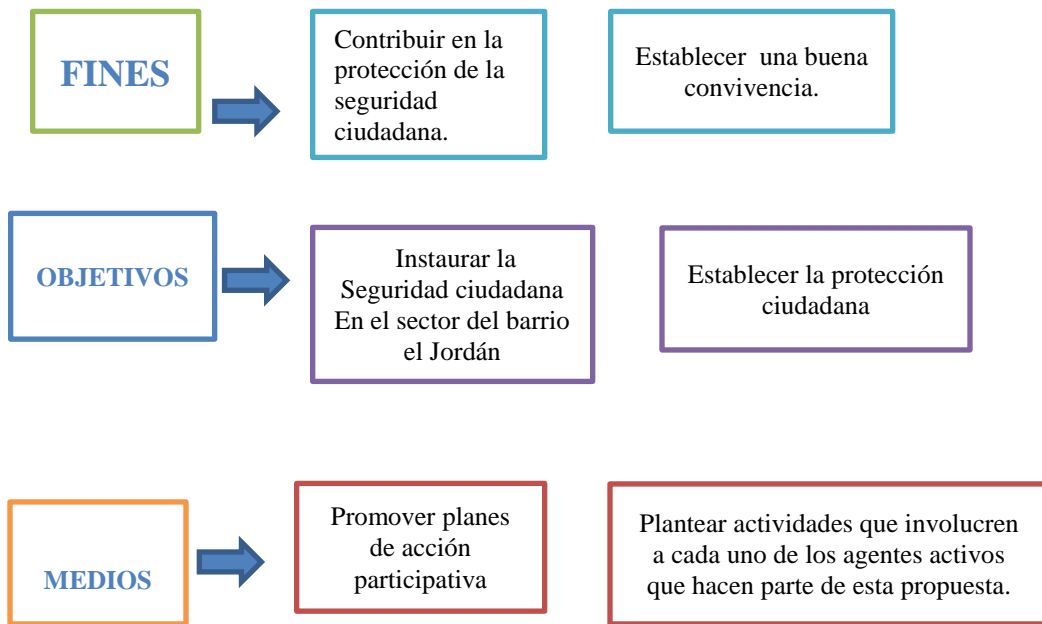 FINES
Contribuir en la
protección de la
seguridad
ciudadana.
Establecer una buena
convivencia.
OBJETIVOS
Instaurar la
Seguridad ciudadana
En el sector del barrio
el Jordán
Establecer la protección
ciudadana
MEDIOS
Promover planes
de acción
participativa
Plantear actividades que involucren
a cada uno de los agentes activos
que hacen parte de esta propuesta.